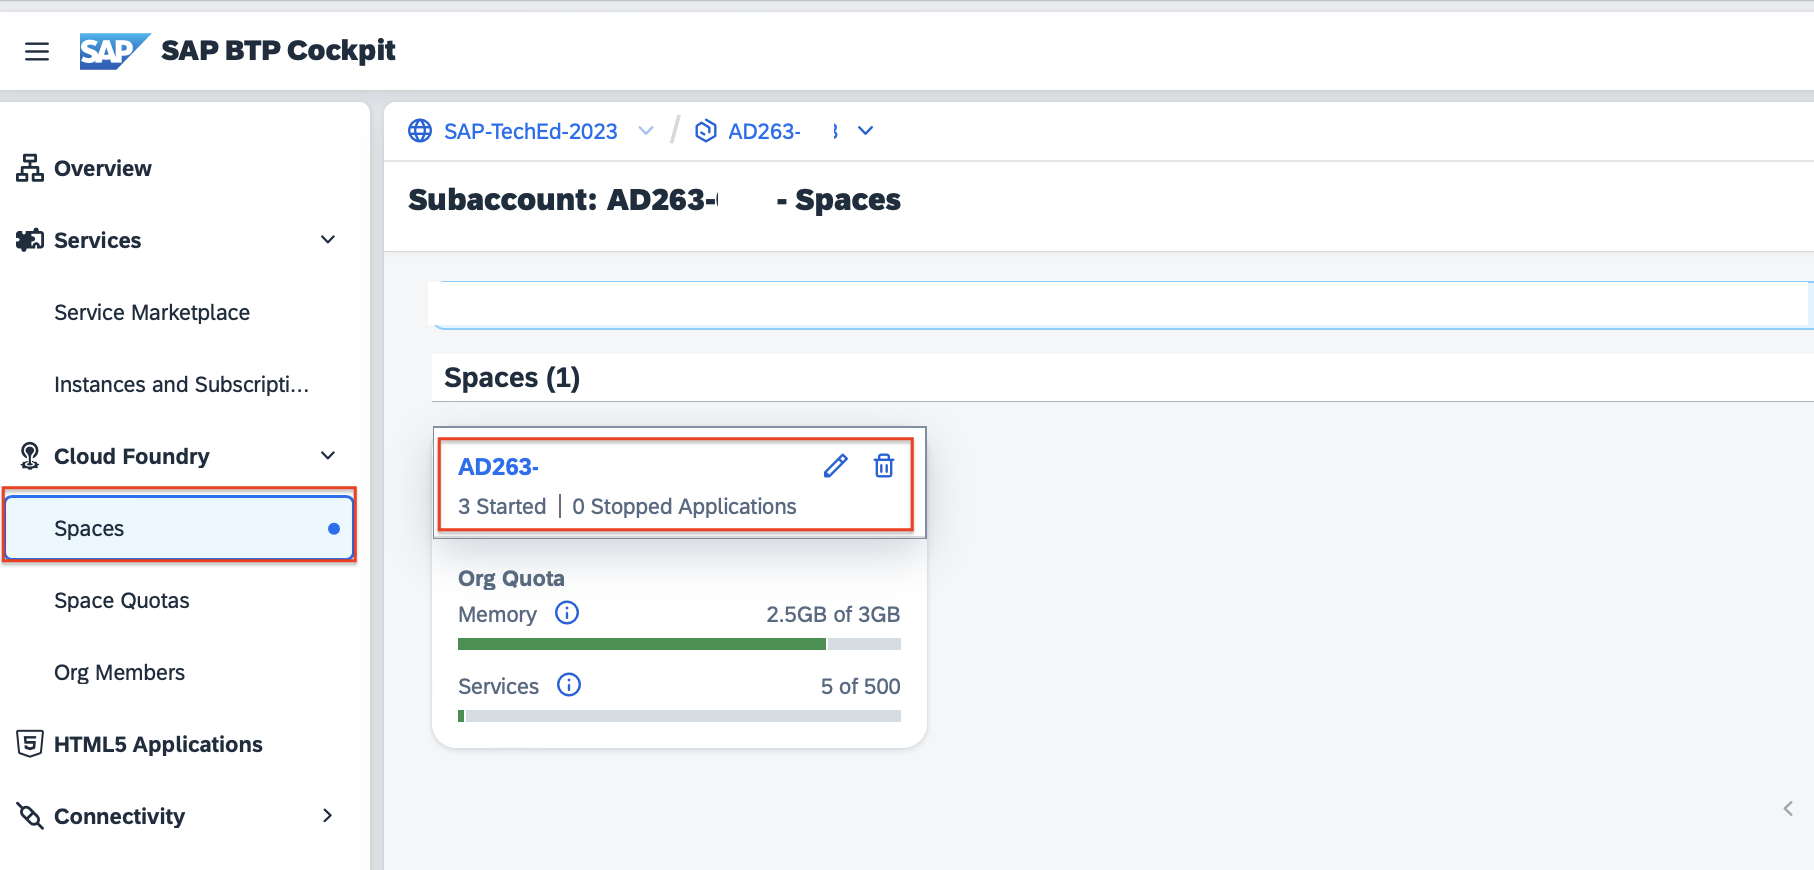 SAP SAP BTP Cockpit
SAP-TechEd-2023 / AD263-
Subaccount: AD263- - Spaces
Overview
Services
Service Marketplace
Instances and Subscripti...
Cloud Foundry
Spaces
Space Quotas
Org Members
HTML5 Applications
Connectivity
Spaces (1)
AD263-
3 Started | 0 Stopped Applications
Org Quota
Memory 2.5GB of 3GB
Services 5 of 500